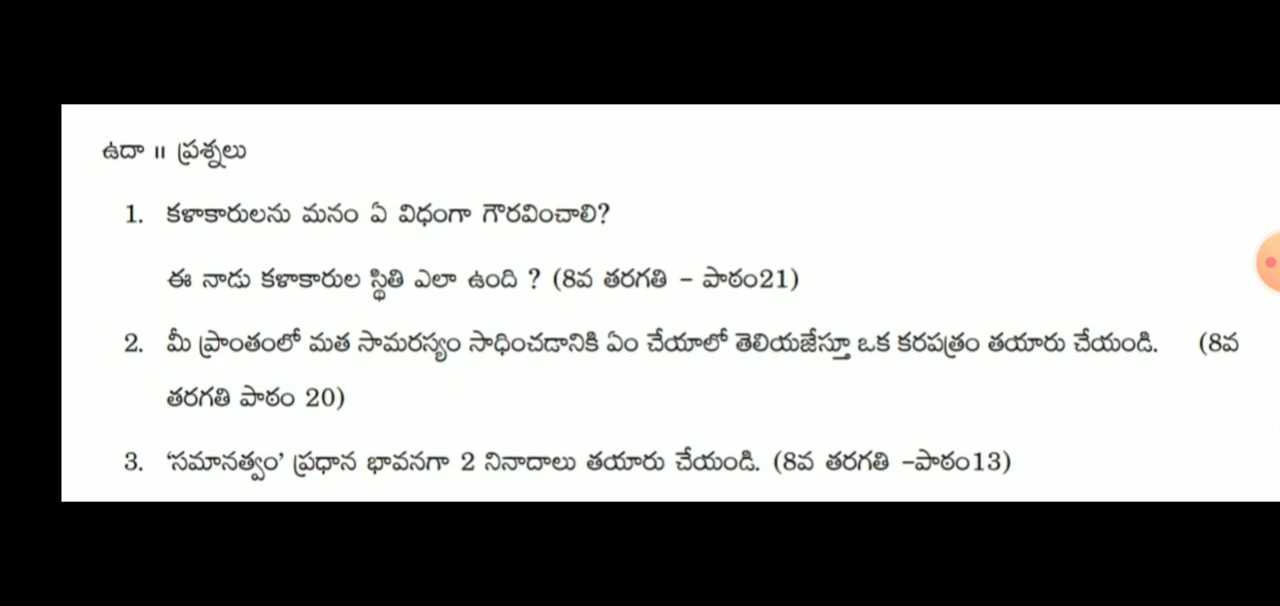 ఉదా ॥ ప్రశ్నలు
1. కళాకారులను మనం ఏ విధంగా గౌరవించాలి?
ఈ నాడు కళాకారుల స్థితి ఎలా ఉంది ? (8వ తరగతి – పాఠం21)
2. మీ ప్రాంతంలో మత సామరస్యం సాధించడానికి ఏం చేయాలో తెలియజేస్తూ ఒక కరపత్రం తయారు చేయండి. (8వ
తరగతి పాఠం 20)
3. ‘సమానత్వం’ ప్రధాన భావనగా 2 నినాదాలు తయారు చేయండి. (8వ తరగతి –పాఠం13)